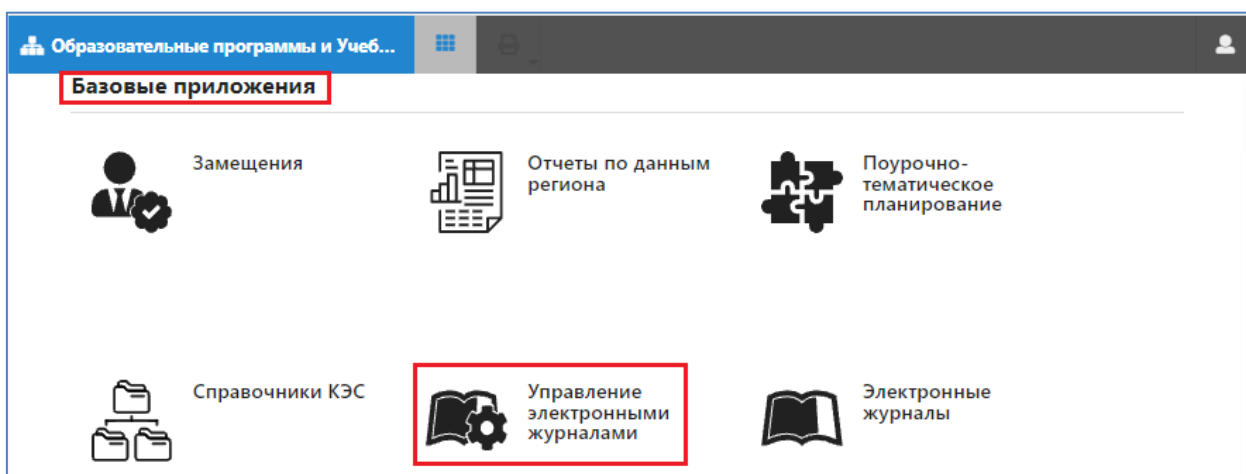 Образовательные программы и Учеб...
Базовые приложения
Замещения
Отчеты по данным
региона
Поурочно-
тематическое
планирование
Справочники КЭС
Управление
электронными
журналами
Электронные
журналы